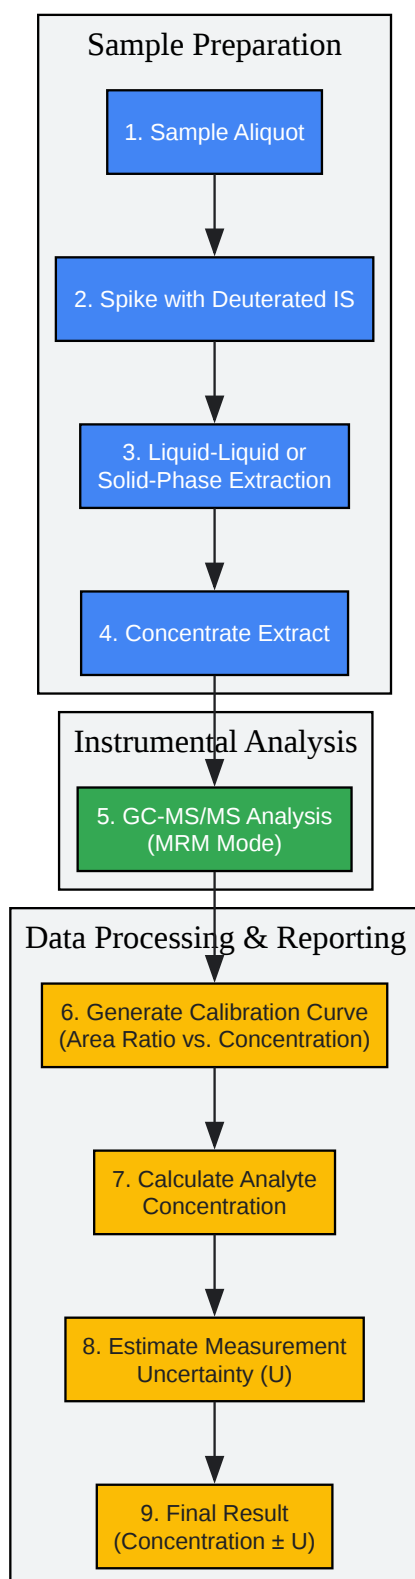 Sample Preparation
1. Sample Aliquot
2. Spike with Deuterated IS
3. Liquid-Liquid or
Solid-Phase Extraction
4. Concentrate Extract
Instrumental Analysis
5. GC-MS/MS Analysis
(MRM Mode)
Data Processing & Reporting
6. Generate Calibration Curve
(Area Ratio vs. Concentration)
7. Calculate Analyte
Concentration
8. Estimate Measurement
Uncertainty (U)
9. Final Result
(Concentration ± U)